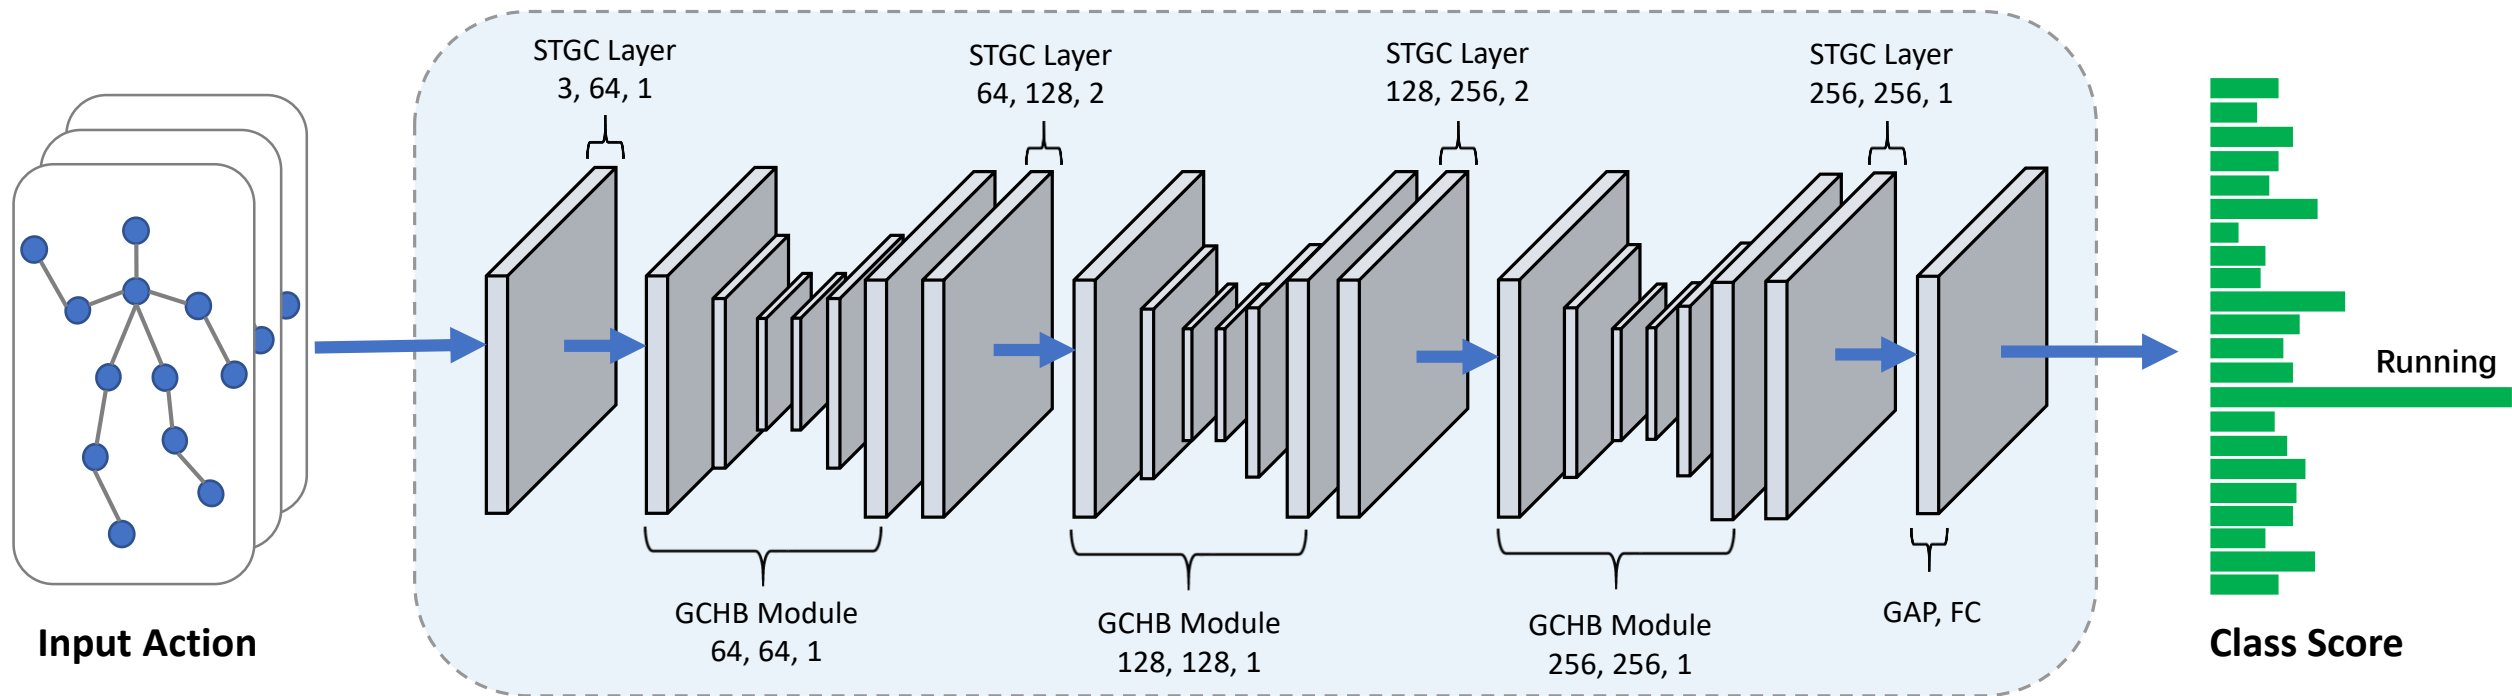 STGC Layer
3, 64, 1
STGC Layer
64, 128, 2
STGC Layer
128, 256, 2
STGC Layer
256, 256, 1
Running
GCHB Module
64, 64, 1
GCHB Module
128, 128, 1
GCHB Module
256, 256, 1
GAP, FC
Input Action
Class Score